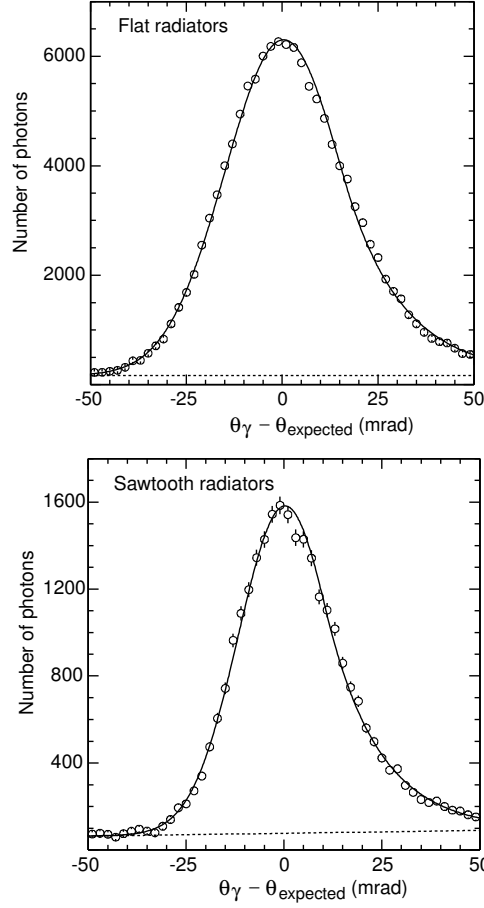 Flat radiators
6000
4000
2000
Number of photons
-50 -25 0 25 50
θγ − θexpected (mrad)
Sawtooth radiators
1600
1200
800
400
Number of photons
-50 -25 0 25 50
θγ − θexpected (mrad)